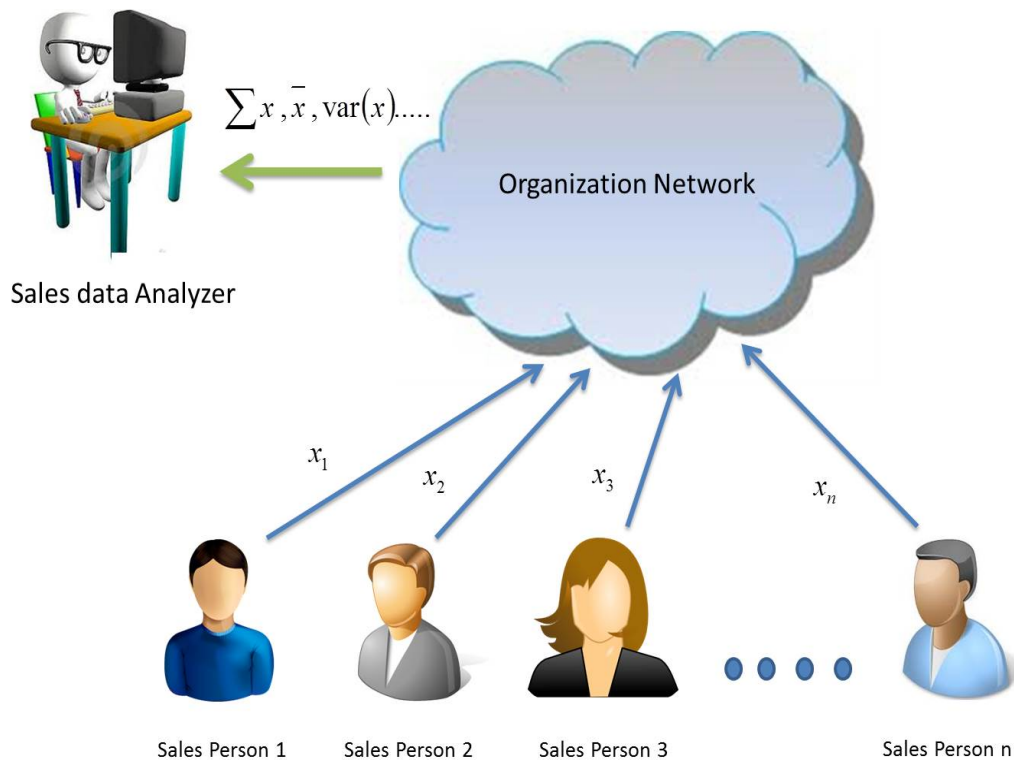 ∑ x , x̄ , var(x).....
Organization Network
Sales data Analyzer
x₁
x₂
x₃
xₙ
Sales Person 1
Sales Person 2
Sales Person 3
Sales Person n